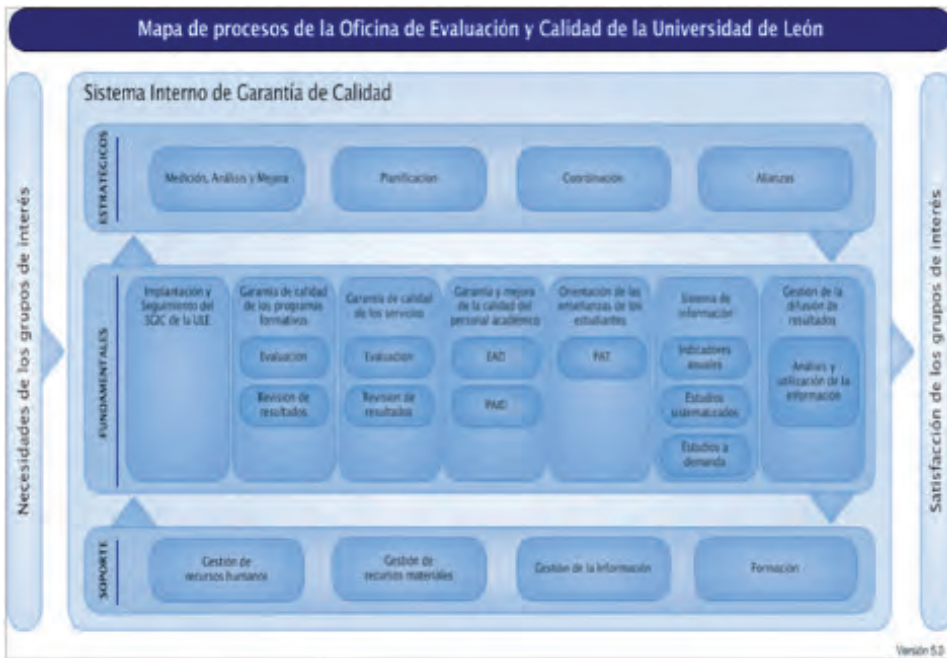 Mapa de procesos de la Oficina de Evaluación y Calidad de la Universidad de León
Necesidades de los grupos de interés
Sistema Interno de Garantía de Calidad
ESTRATÉGICOS
Medición, Análisis y Mejora
Planificacion
Coordinación
Alianzas
FUNDAMENTALES
Implantación y
Seguimiento del
SGIC de la ULE
Garantía de calidad
de los programas
formativos
Evaluación
Revisión de
resultados
Garantía de calidad
de los servicios
Evaluación
Revisión de
resultados
Garantía y mejora
de la calidad del
personal académico
EAD
PAID
Orientación de las
enseñanzas de los
estudiantes
PAT
Sistema de
información
Indicadores
anuales
Estudios
sistematizados
Estudios a
demanda
Gestión de la
difusión de
resultados
Análisis y
utilización de la
información
SOPORTE
Gestión de
recursos humanos
Gestión de
recursos materiales
Gestión de la Información
Formación
Satisfacción de los grupos de interés
Versión 5.0